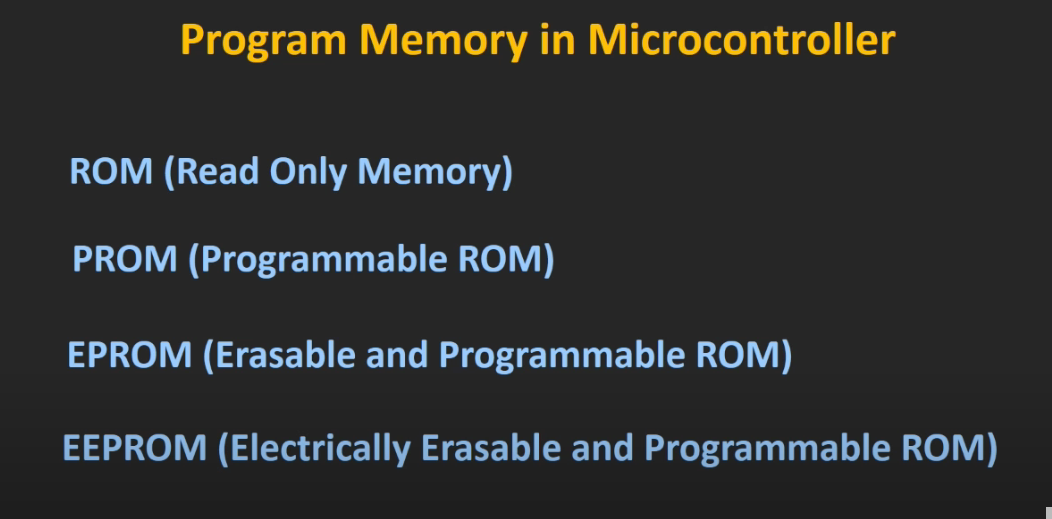 Program Memory in Microcontroller
ROM (Read Only Memory)
PROM (Programmable ROM)
EPROM (Erasable and Programmable ROM)
EEPROM (Electrically Erasable and Programmable ROM)